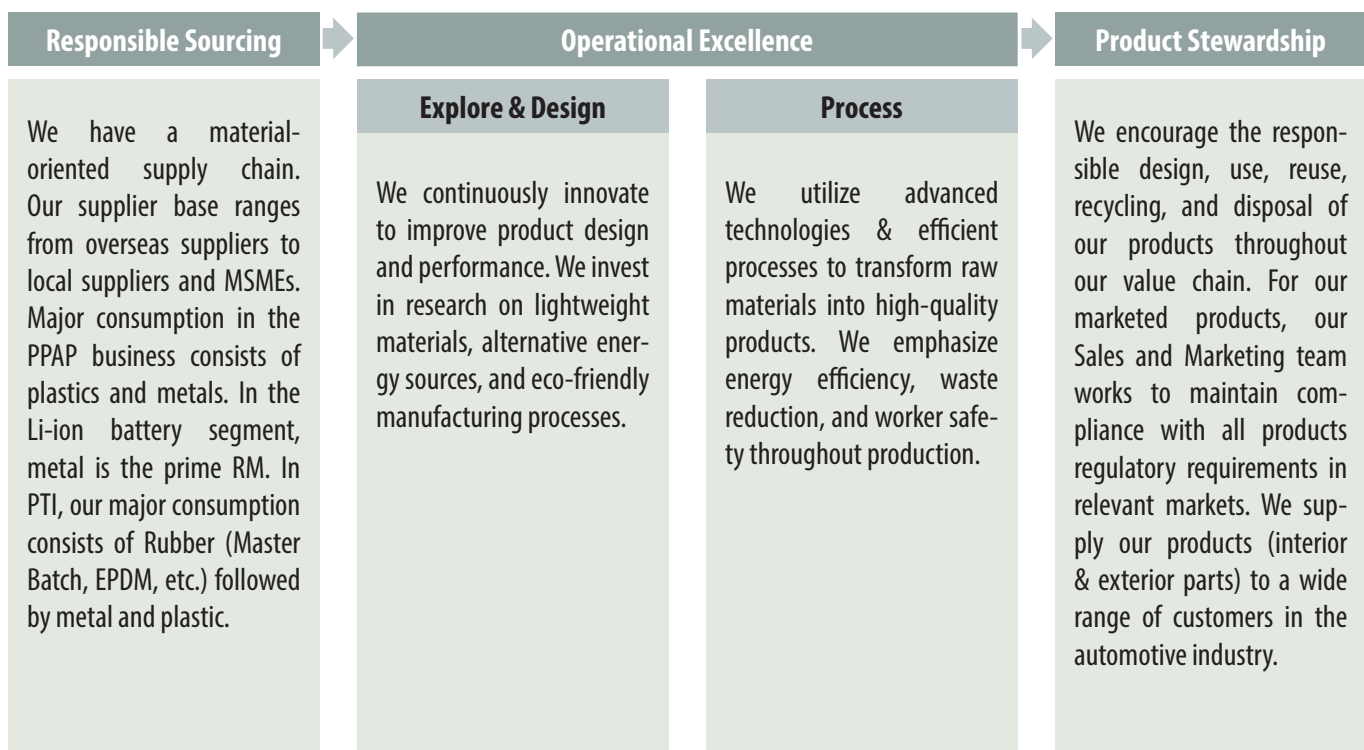 Responsible Sourcing
We have a material-
oriented supply chain.
Our supplier base ranges
from overseas suppliers to
local suppliers and MSMEs.
Major consumption in the
PPAP business consists of
plastics and metals. In the
Li-ion battery segment,
metal is the prime RM. In
PTI, our major consumption
consists of Rubber (Master
Batch, EPDM, etc.) followed
by metal and plastic.
Operational Excellence
Explore & Design
We continuously innovate
to improve product design
and performance. We invest
in research on lightweight
materials, alternative ener-
gy sources, and eco-friendly
manufacturing processes.
Process
We utilize advanced
technologies & efficient
processes to transform raw
materials into high-quality
products. We emphasize
energy efficiency, waste
reduction, and worker safe-
ty throughout production.
Product Stewardship
We encourage the respon-
sible design, use, reuse,
recycling, and disposal of
our products throughout
our value chain. For our
marketed products, our
Sales and Marketing team
works to maintain com-
pliance with all products
regulatory requirements in
relevant markets. We sup-
ply our products (interior
& exterior parts) to a wide
range of customers in the
automotive industry.